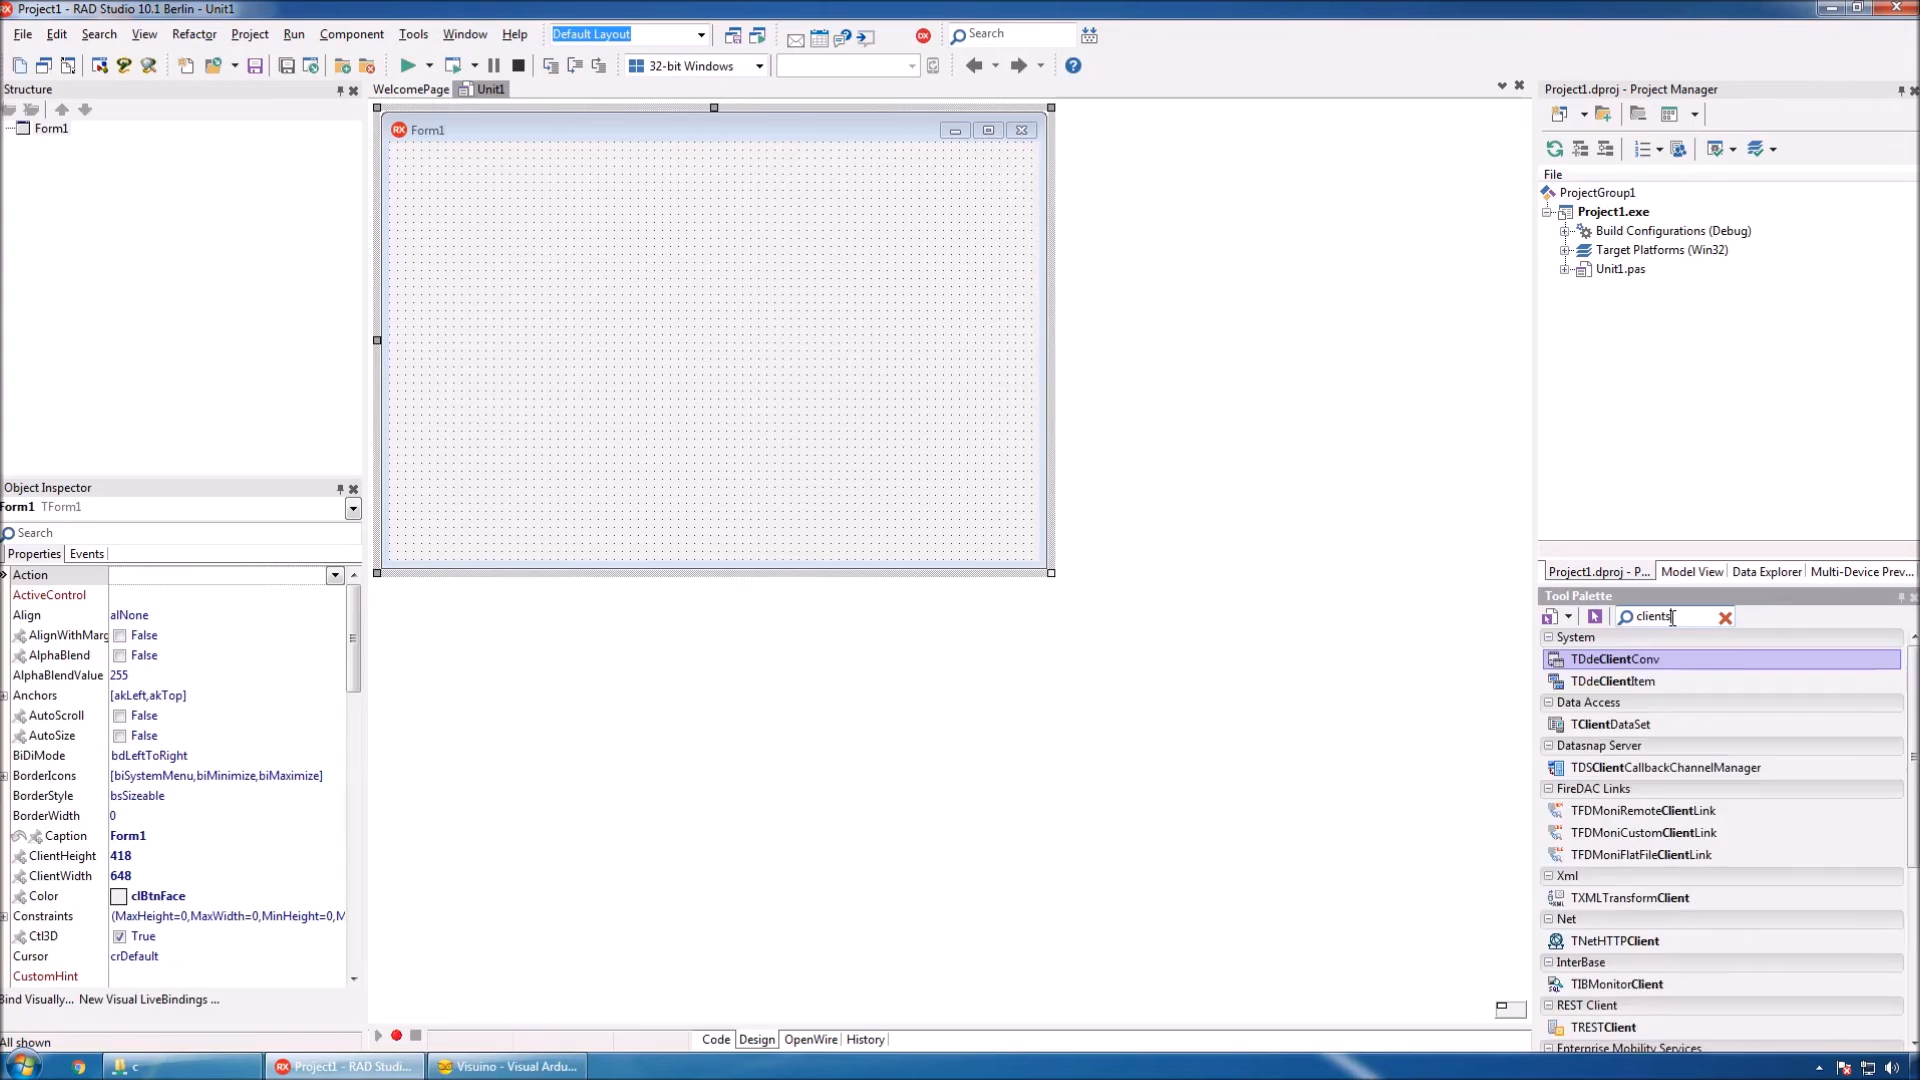 Project1 - RAD Studio 10.1 Berlin - Unit1
File Edit Search View Refactor Project Run Component Tools Window Help Default Layout Search
32-bit Windows
Structure
WelcomePage Unit1
Project1.dproj - Project Manager
Form1
Form1
File
ProjectGroup1
Project1.exe
Build Configurations (Debug)
Target Platforms (Win32)
Unit1.pas
Object Inspector
Form1 TForm1
Search
Properties Events
Action
ActiveControl
Align alNone
AlignWithMarg False
AlphaBlend False
AlphaBlendValue 255
Anchors [akLeft,akTop]
AutoScroll False
AutoSize False
BiDiMode bdLeftToRight
BorderIcons [biSystemMenu,biMinimize,biMaximize]
BorderStyle bsSizeable
BorderWidth 0
Caption Form1
ClientHeight 418
ClientWidth 648
Color clBtnFace
Constraints (MaxHeight=0,MaxWidth=0,MinHeight=0,M
Ctl3D True
Cursor crDefault
CustomHint
Bind Visually... New Visual LiveBindings ...
All shown
Project1.dproj - P... Model View Data Explorer Multi-Device Prev...
Tool Palette
clients
System
TDdeClientConv
TDdeClientItem
Data Access
TClientDataSet
Datasnap Server
TDSClientCallbackChannelManager
FireDAC Links
TFDMoniRemoteClientLink
TFDMoniCustomClientLink
TFDMoniFlatFileClientLink
Xml
TXMLTransformClient
Net
TNetHTTPClient
InterBase
TIBMonitorClient
REST Client
TRESTClient
Enterprise Mobility Services
Code Design OpenWire History
c Project1 - RAD Studi... Visuino - Visual Ardu...